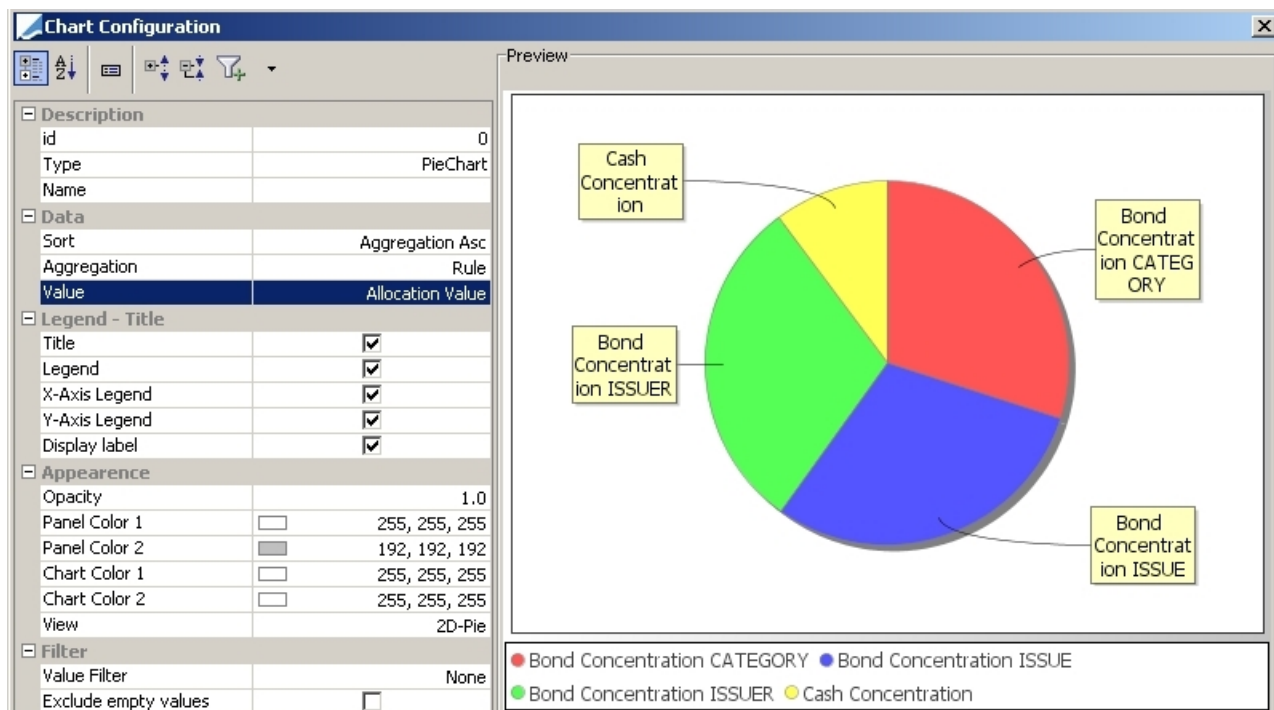 Chart Configuration
Preview
Description
id 0
Type PieChart
Name
Data
Sort Aggregation Asc
Aggregation Rule
Value Allocation Value
Legend - Title
Title
Legend
X-Axis Legend
Y-Axis Legend
Display label
Appearence
Opacity 1.0
Panel Color 1 255, 255, 255
Panel Color 2 192, 192, 192
Chart Color 1 255, 255, 255
Chart Color 2 255, 255, 255
View 2D-Pie
Filter
Value Filter None
Exclude empty values
Cash
Concentrat
ion
Bond
Concentrat
ion CATEG
ORY
Bond
Concentrat
ion ISSUER
Bond
Concentrat
ion ISSUE
Bond Concentration CATEGORY Bond Concentration ISSUE
Bond Concentration ISSUER Cash Concentration